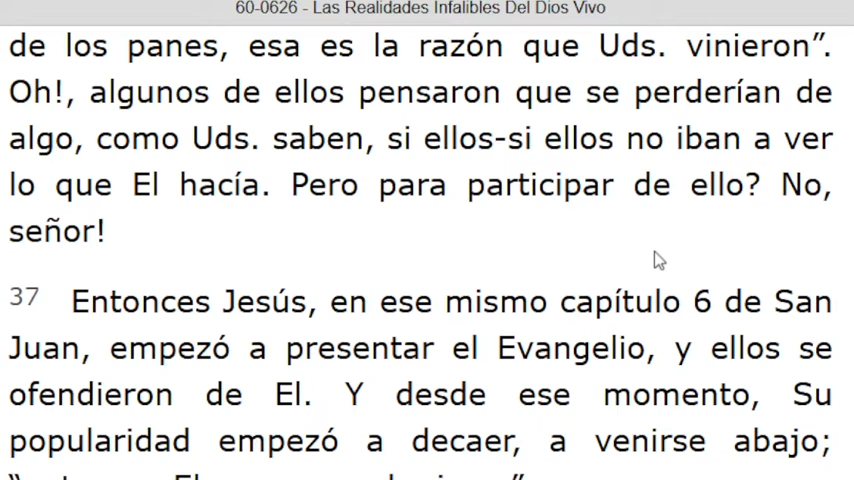 60-0626 - Las Realidades Infalibles Del Dios Vivo
de los panes, esa es la razón que Uds. vinieron”.
Oh!, algunos de ellos pensaron que se perderían de
algo, como Uds. saben, si ellos-si ellos no iban a ver
lo que El hacía. Pero para participar de ello? No,
señor!
37 Entonces Jesús, en ese mismo capítulo 6 de San
Juan, empezó a presentar el Evangelio, y ellos se
ofendieron de El. Y desde ese momento, Su
popularidad empezó a decaer, a venirse abajo;